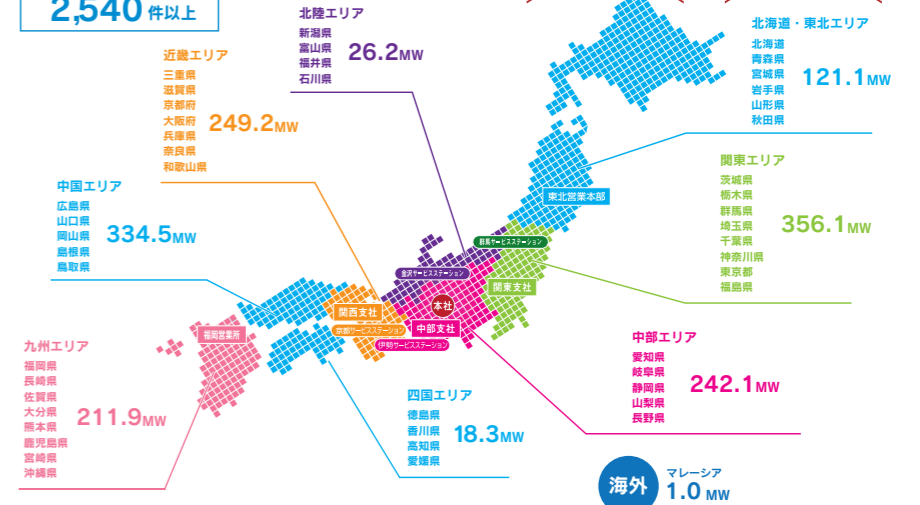 2,540 件以上
北陸エリア
新潟県
富山県
福井県
石川県
26.2MW
北海道・東北エリア
北海道
青森県
宮城県
岩手県
山形県
秋田県
121.1MW
近畿エリア
三重県
滋賀県
京都府
大阪府
兵庫県
奈良県
和歌山県
249.2MW
関東エリア
茨城県
栃木県
群馬県
埼玉県
千葉県
神奈川県
東京都
福島県
356.1MW
中国エリア
広島県
山口県
岡山県
島根県
鳥取県
334.5MW
東北営業本部
群馬サービスステーション
金沢サービスステーション
関東支社
本社
関西支社
中部支社
京都サービスステーション
伊勢サービスステーション
福岡営業所
九州エリア
福岡県
長崎県
佐賀県
大分県
熊本県
鹿児島県
宮崎県
沖縄県
211.9MW
中部エリア
愛知県
岐阜県
静岡県
山梨県
長野県
242.1MW
四国エリア
徳島県
香川県
高知県
愛媛県
18.3MW
海外
マレーシア
1.0 MW